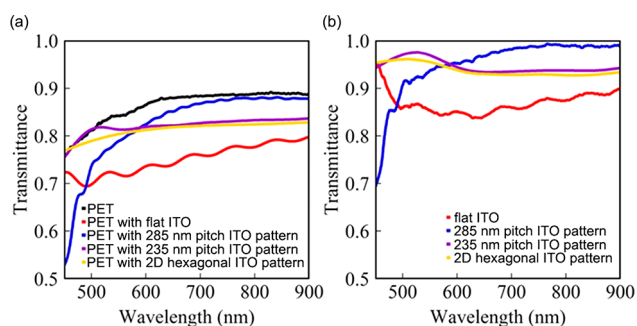 (a)
1.0
0.9
0.8
0.7
0.6
0.5
Transmittance
PET
PET with flat ITO
PET with 285 nm pitch ITO pattern
PET with 235 nm pitch ITO pattern
PET with 2D hexagonal ITO pattern
500 600 700 800 900
Wavelength (nm)
(b)
1.0
0.9
0.8
0.7
0.6
0.5
Transmittance
flat ITO
285 nm pitch ITO pattern
235 nm pitch ITO pattern
2D hexagonal ITO pattern
500 600 700 800 900
Wavelength (nm)